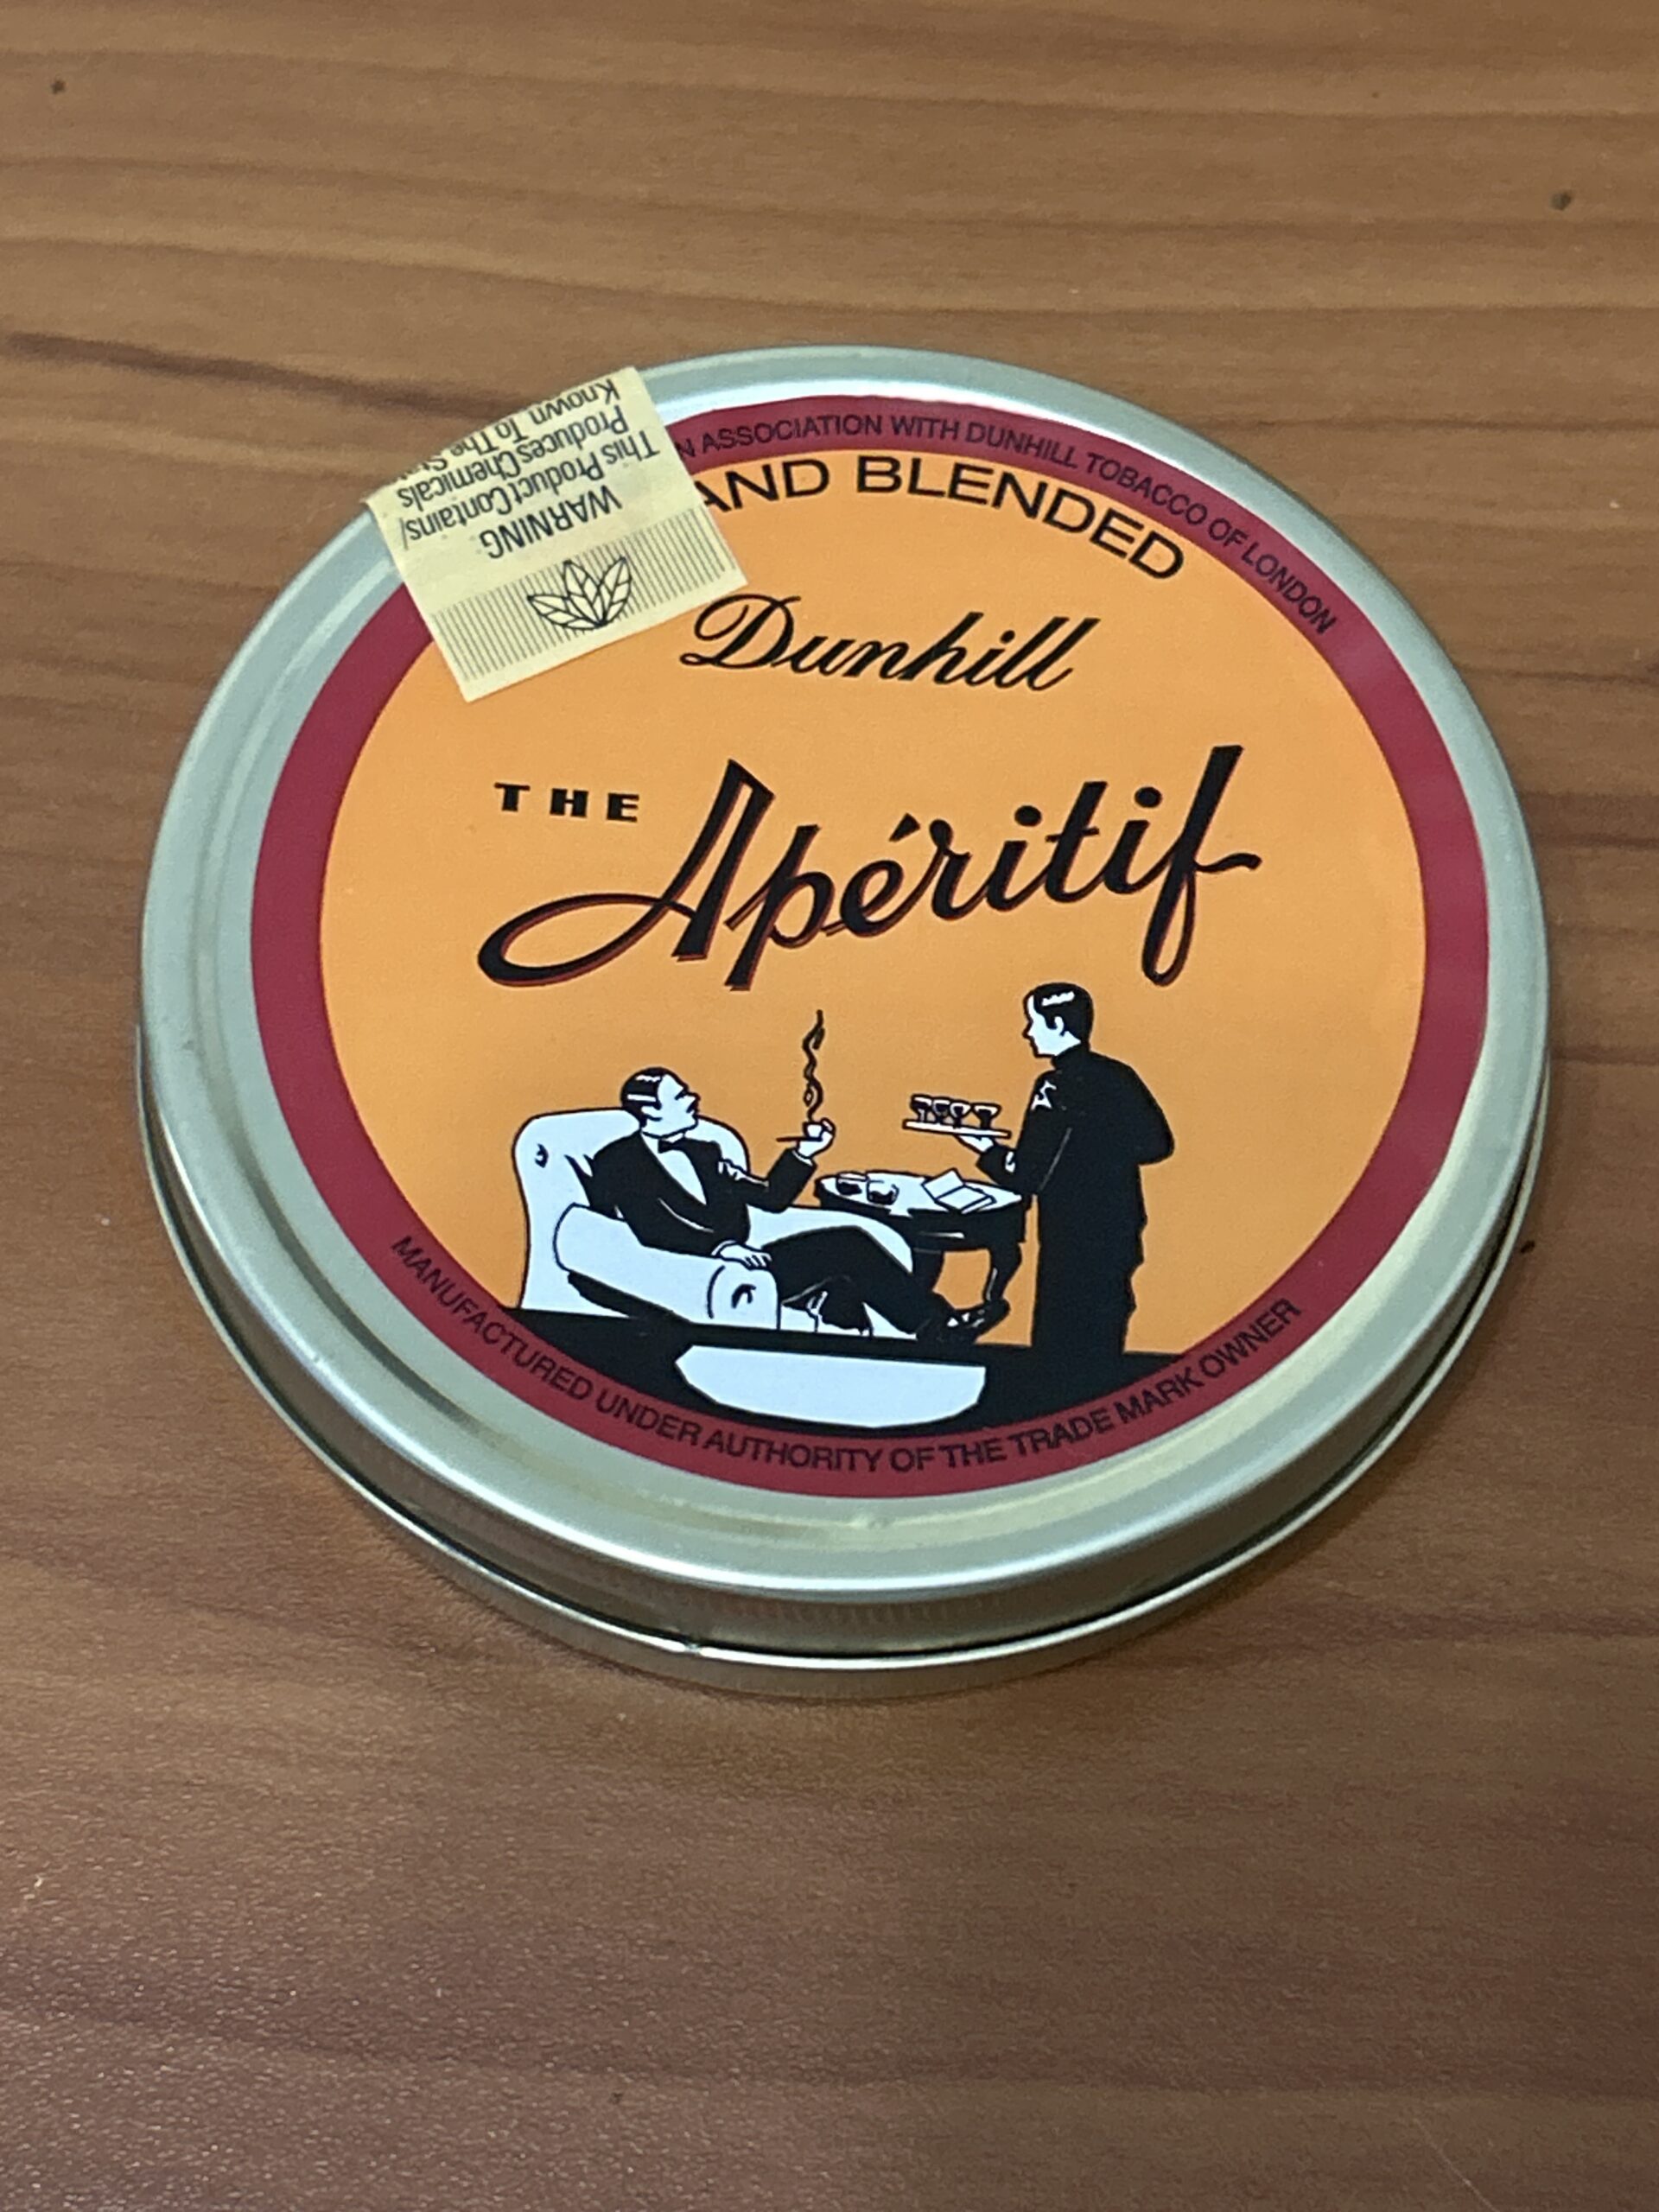 WARNING
This Product Contains/
Produces Chemicals
Known To The
ASSOCIATION WITH DUNHILL TOBACCO OF LONDON
AND BLENDED
Dunhill
THE Apéritif
MANUFACTURED UNDER AUTHORITY OF THE TRADE MARK OWNER